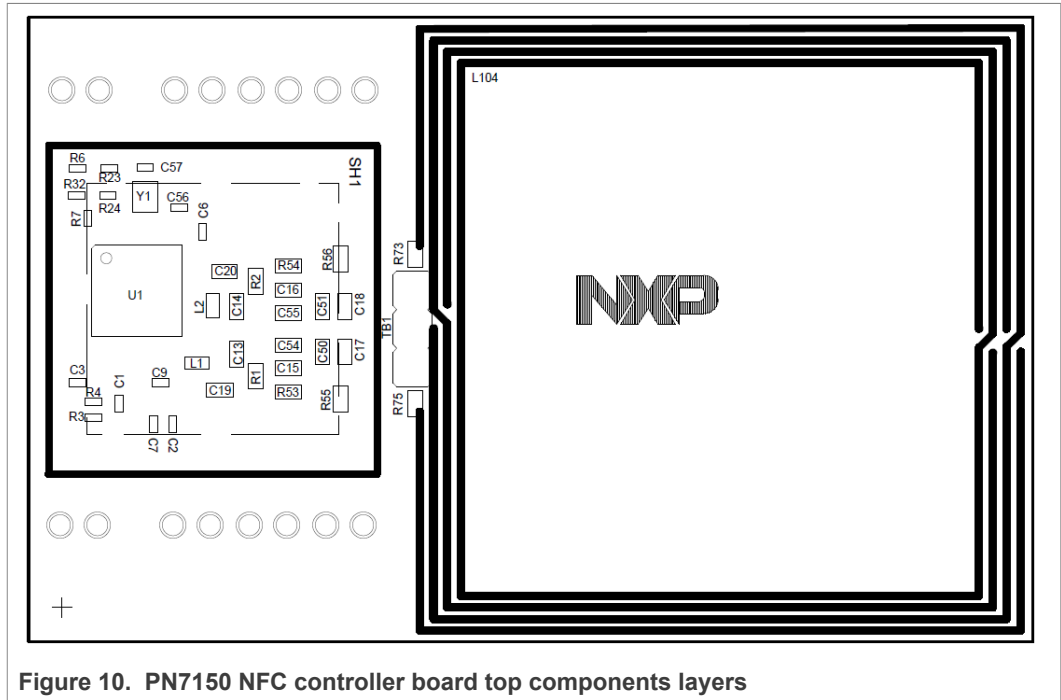 L104
R6
C57
SH1
R23
R32
Y1
R24
C56
R7
C6
R73
R56
R54
C20
R2
U1
C16
L2
C14
C51
C18
C55
TB1
NXP
C54
C13
C50
C17
L1
C15
R1
C3
C9
C19
R53
R55
R4
C1
R75
R3
C7
C2
Figure 10. PN7150 NFC controller board top components layers